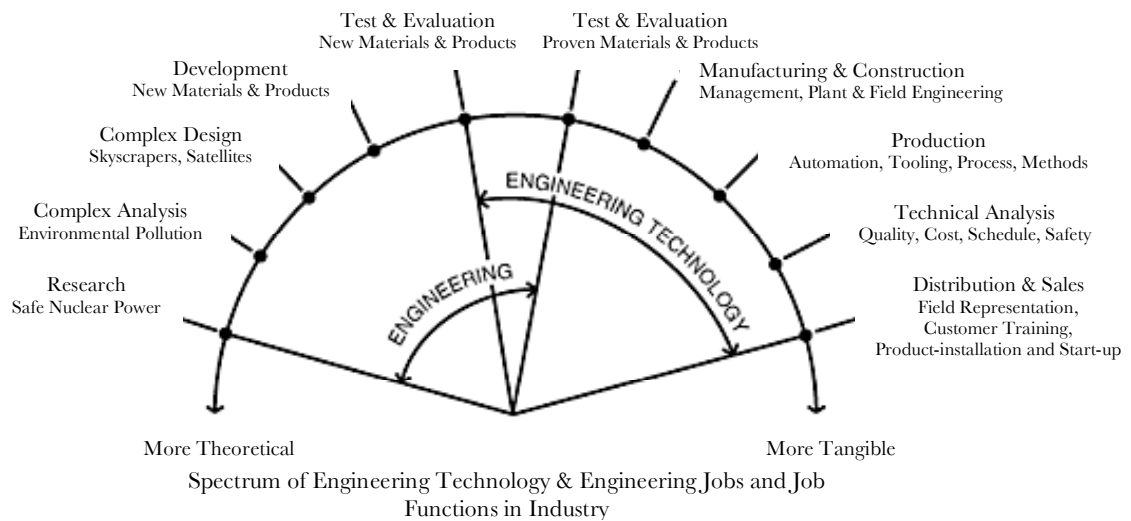 Test & Evaluation
New Materials & Products
Test & Evaluation
Proven Materials & Products
Development
New Materials & Products
Manufacturing & Construction
Management, Plant & Field Engineering
Complex Design
Skyscrapers, Satellites
Production
Automation, Tooling, Process, Methods
Complex Analysis
Environmental Pollution
Technical Analysis
Quality, Cost, Schedule, Safety
Research
Safe Nuclear Power
Distribution & Sales
Field Representation,
Customer Training,
Product-installation and Start-up
ENGINEERING
ENGINEERING TECHNOLOGY
More Theoretical
More Tangible
Spectrum of Engineering Technology & Engineering Jobs and Job
Functions in Industry